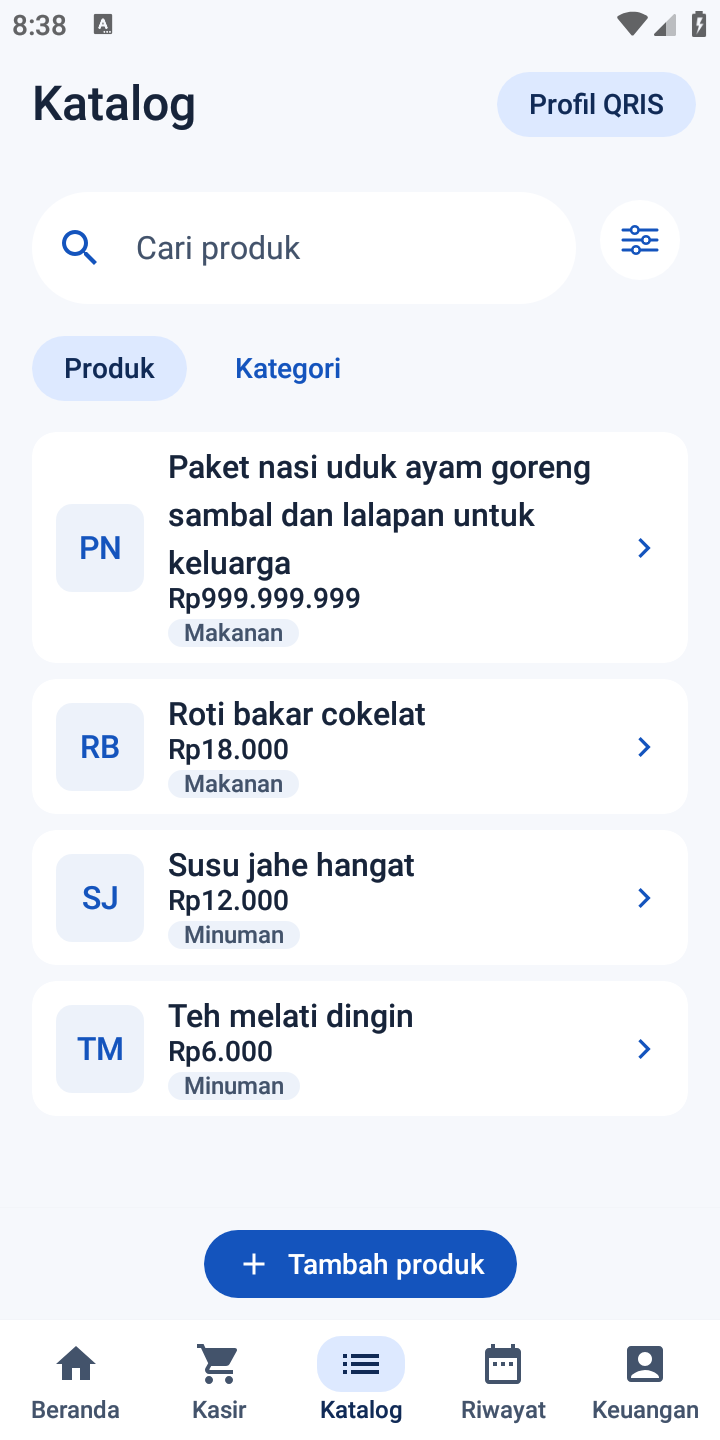 8:38
A
Katalog
Profil QRIS
Cari produk
Produk
Kategori
PN
Paket nasi uduk ayam goreng
sambal dan lalapan untuk
keluarga
Rp999.999.999
Makanan
RB
Roti bakar cokelat
Rp18.000
Makanan
SJ
Susu jahe hangat
Rp12.000
Minuman
TM
Teh melati dingin
Rp6.000
Minuman
+ Tambah produk
Beranda
Kasir
Katalog
Riwayat
Keuangan